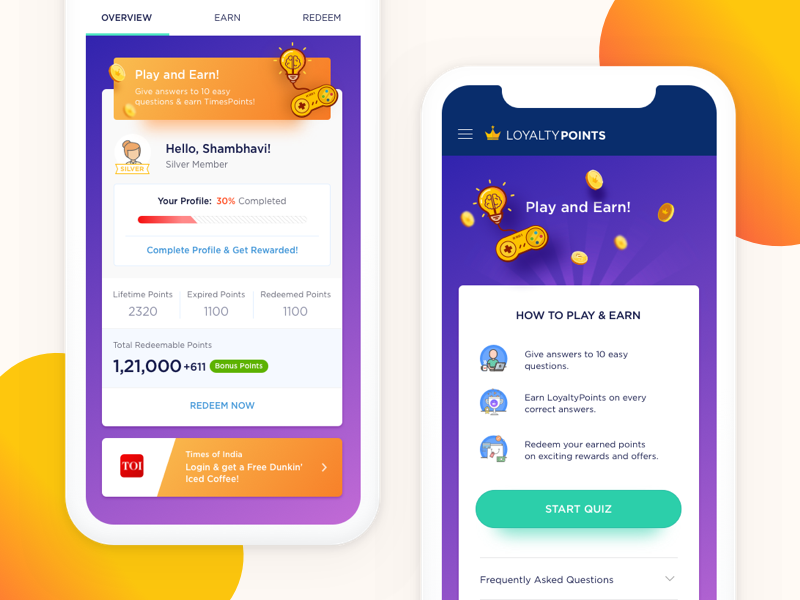 OVERVIEW EARN REDEEM
Play and Earn!
Give answers to 10 easy
questions & earn TimesPoints!
Hello, Shambhavi!
Silver Member
SILVER
Your Profile: 30% Completed
Complete Profile & Get Rewarded!
Lifetime Points Expired Points Redeemed Points
2320 1100 1100
Total Redeemable Points
1,21,000 +611 Bonus Points
REDEEM NOW
TOI
Times of India
Login & get a Free Dunkin'
Iced Coffee!
LOYALTYPOINTS
Play and Earn!
HOW TO PLAY & EARN
Give answers to 10 easy
questions.
Earn LoyaltyPoints on every
correct answers.
Redeem your earned points
on exciting rewards and offers.
START QUIZ
Frequently Asked Questions